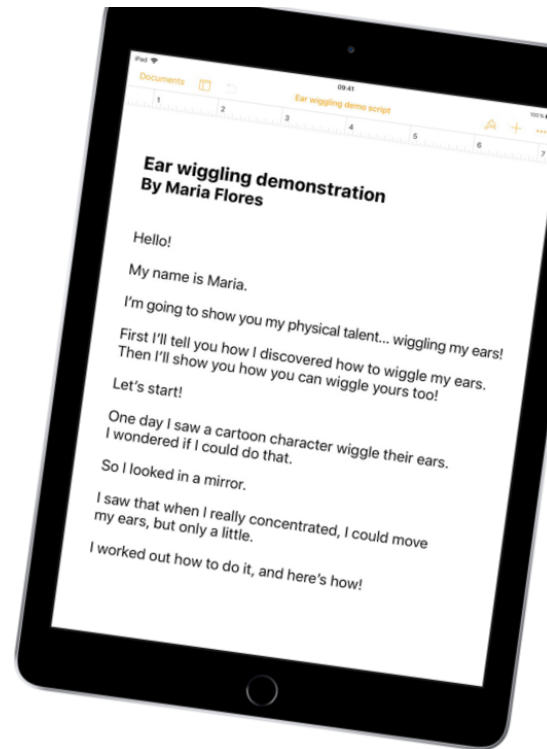 iPad
09:41
100%
Documents
Ear wiggling demo script
1 2 3 4 5 6 7
Ear wiggling demonstration
By Maria Flores
Hello!
My name is Maria.
I'm going to show you my physical talent... wiggling my ears!
First I'll tell you how I discovered how to wiggle my ears.
Then I'll show you how you can wiggle yours too!
Let's start!
One day I saw a cartoon character wiggle their ears.
I wondered if I could do that.
So I looked in a mirror.
I saw that when I really concentrated, I could move
my ears, but only a little.
I worked out how to do it, and here's how!